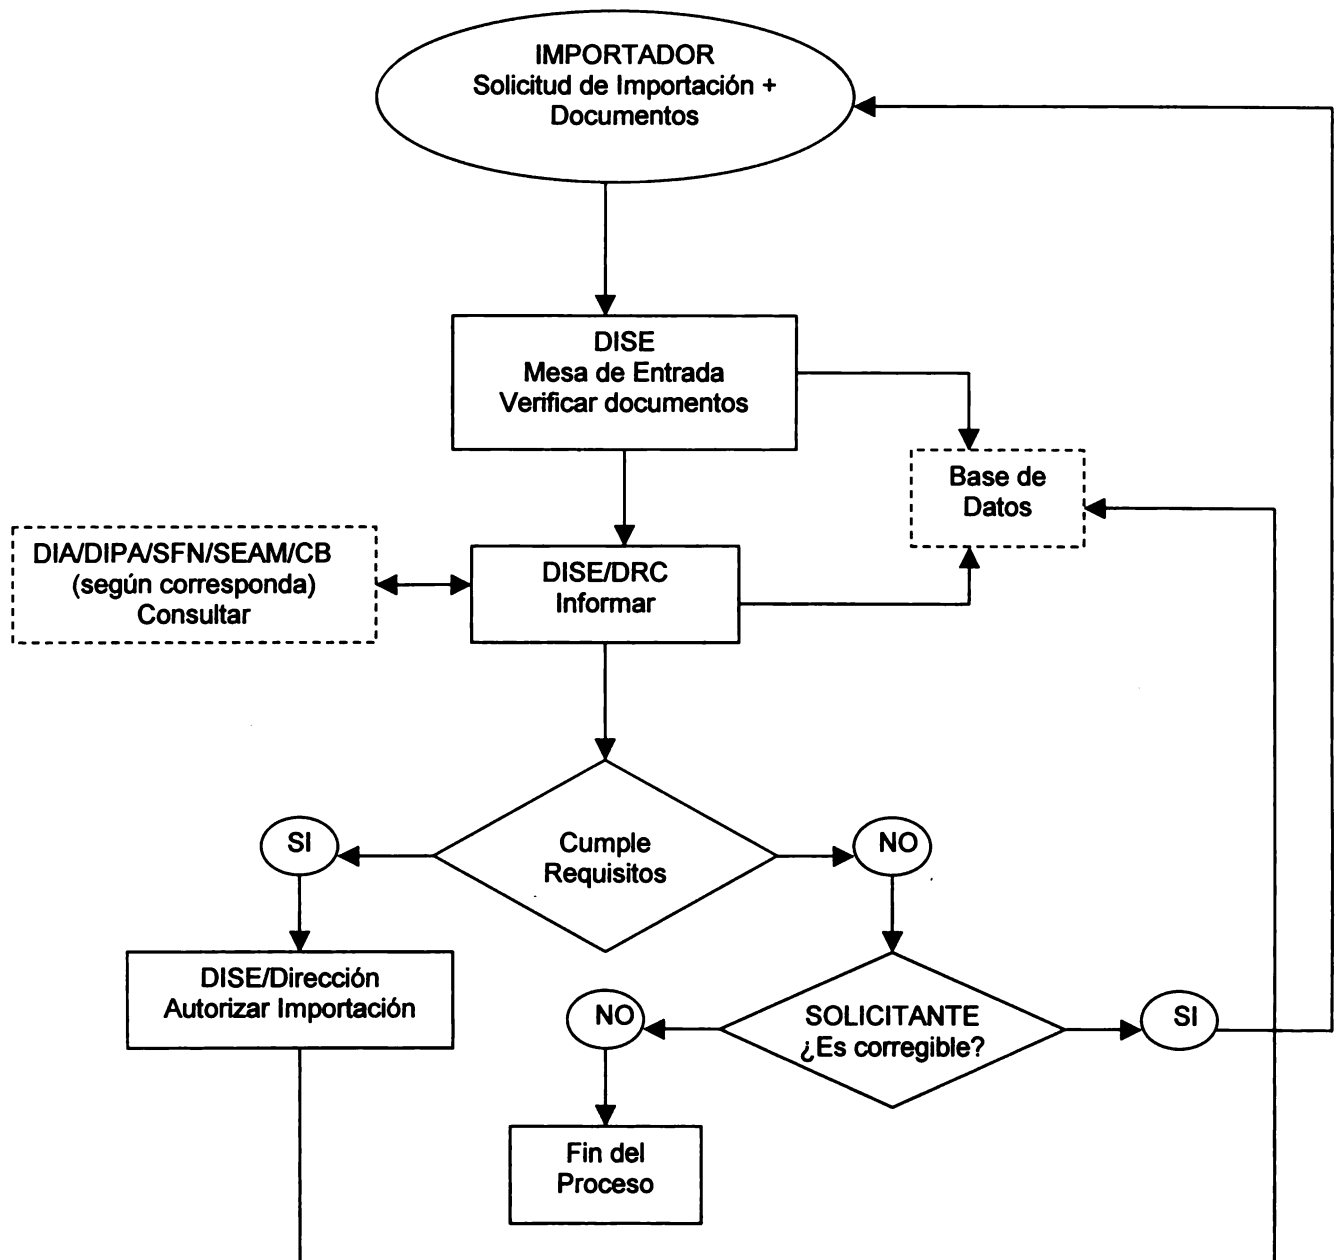 IMPORTADOR
Solicitud de Importación +
Documentos
DISE
Mesa de Entrada
Verificar documentos
Base de
Datos
DIA/DIPA/SFN/SEAM/CB
(según corresponda)
Consultar
DISE/DRC
Informar
Cumple
Requisitos
SI
NO
DISE/Dirección
Autorizar Importación
SOLICITANTE
¿Es corregible?
NO
SI
Fin del
Proceso